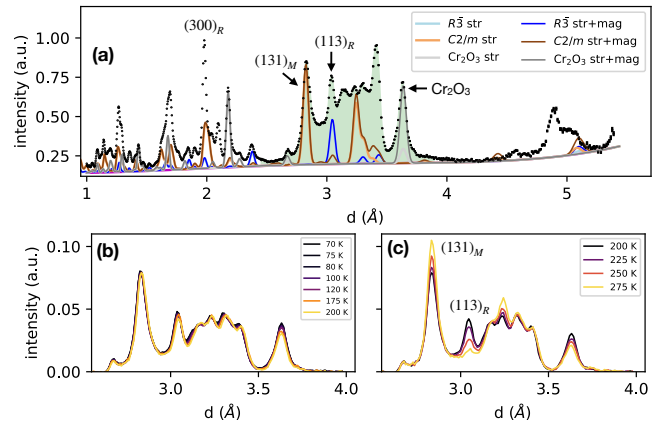 (a)
(300)R
(131)M
(113)R
Cr2O3
R3̄ str
C2/m str
Cr2O3 str
R3̄ str+mag
C2/m str+mag
Cr2O3 str+mag
intensity (a.u.)
1.00
0.75
0.50
0.25
1 2 3 4 5
d (Å)
(b)
70 K
75 K
80 K
100 K
120 K
175 K
200 K
intensity (a.u.)
0.10
0.05
0.00
3.0 3.5 4.0
d (Å)
(c)
(131)M
(113)R
200 K
225 K
250 K
275 K
3.0 3.5 4.0
d (Å)